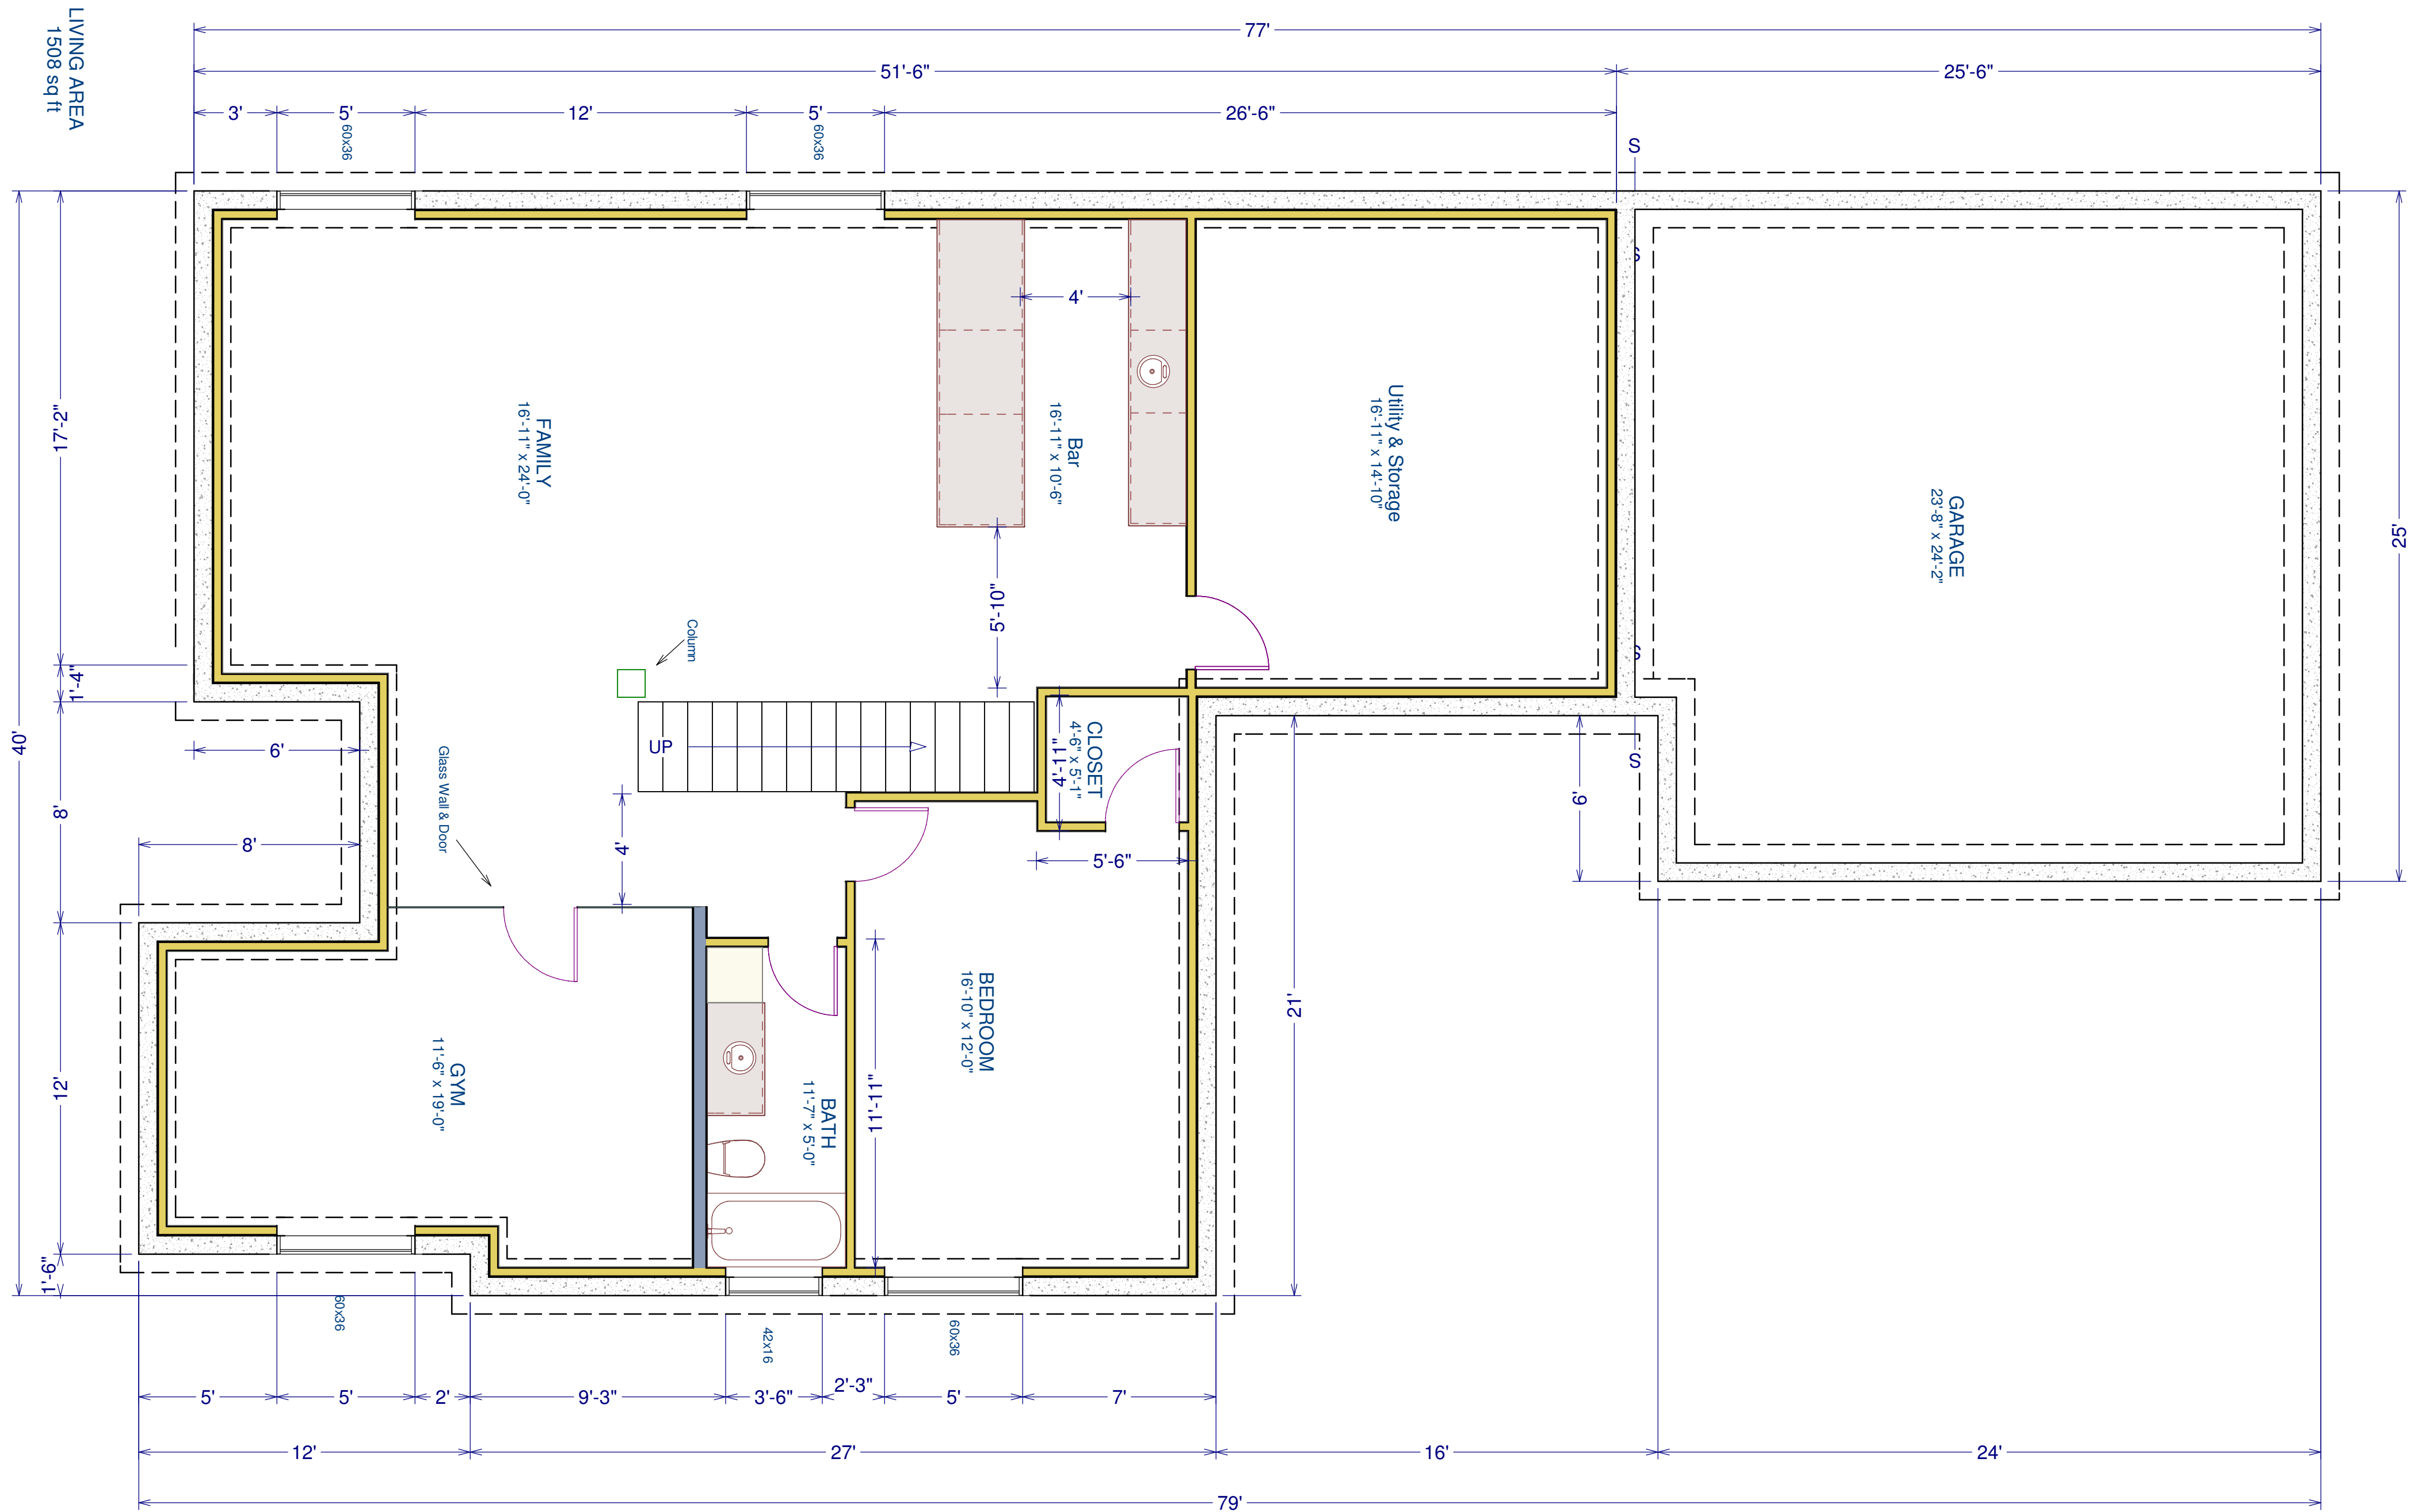 LIVING AREA
1508 sq ft
77'
51'-6"
25'-6"
3'
5'
12'
5'
26'-6"
60x36
60x36
S
S
4'
17'-2"
40'
25'
FAMILY
16'-11" x 24'-0"
Bar
16'-11" x 10'-6"
Utility & Storage
16'-11" x 14'-10"
GARAGE
23'-8" x 24'-2"
5'-10"
Column
1'-4"
S
6'
UP
CLOSET
4'-6" x 5'-1"
4'-11"
S
8'
6'
Glass Wall & Door
8'
4'
5'-6"
BEDROOM
16'-10" x 12'-0"
21'
12'
GYM
11'-6" x 19'-0"
BATH
11'-7" x 5'-0"
11'-11"
1'-6"
60x36
42x16
60x36
5'
5'
2'
9'-3"
3'-6"
2'-3"
5'
7'
12'
27'
16'
24'
79'